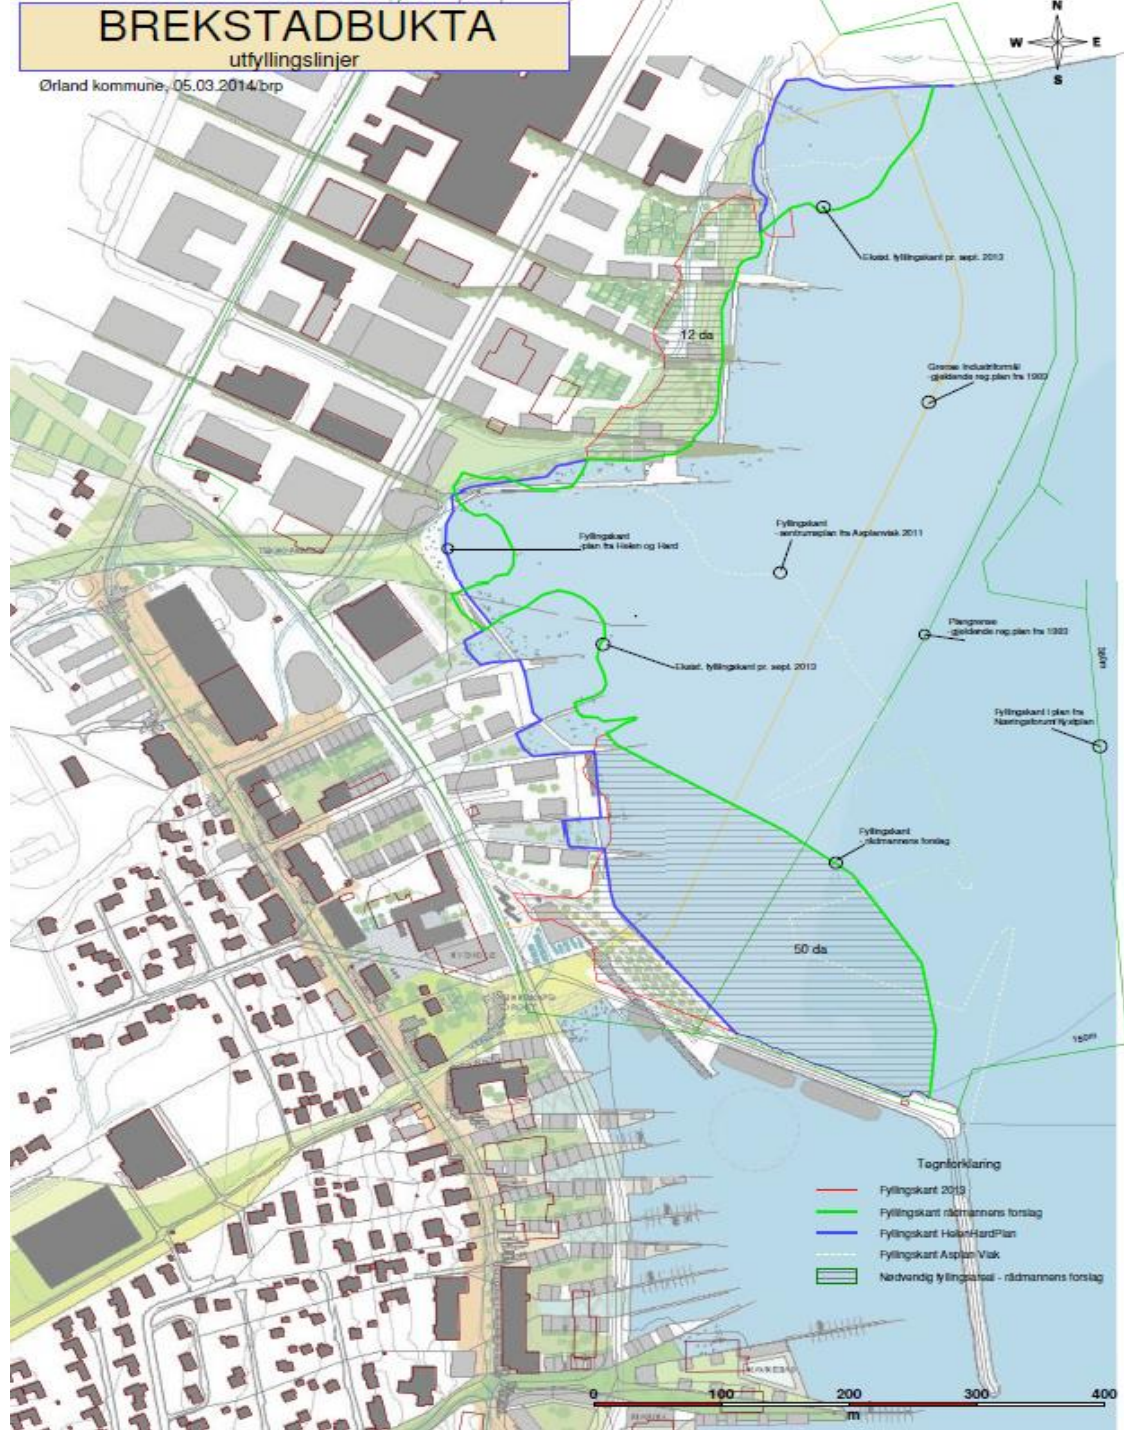 BREKSTADBUKTA
utfyllingslinjer
Ørland kommune, 05.03.2014/brp
N
W
E
S
Eksist. fyllingskant pr. sept. 2013
12 da
Grense Industriformål
-gjeldende reg.plan fra 1993
Fyllingskant
-plan fra Helen og Hard
Fyllingskant
-sentrumsplan fra Asplanviak 2011
Plangrense
-gjeldende reg.plan fra 1993
Eksist. fyllingskant pr. sept. 2013
Fyllingskant i plan fra
Næringsforum/Kystplan
Fyllingskant
- rådmannens forslag
50 da
150m
Tegnforklaring
Fyllingskant 2013
Fyllingskant rådmannens forslag
Fyllingskant HelenHardPlan
Fyllingskant Asplan Viak
Nødvendig fyllingsareal - rådmannens forslag
0
100
200
300
400
m